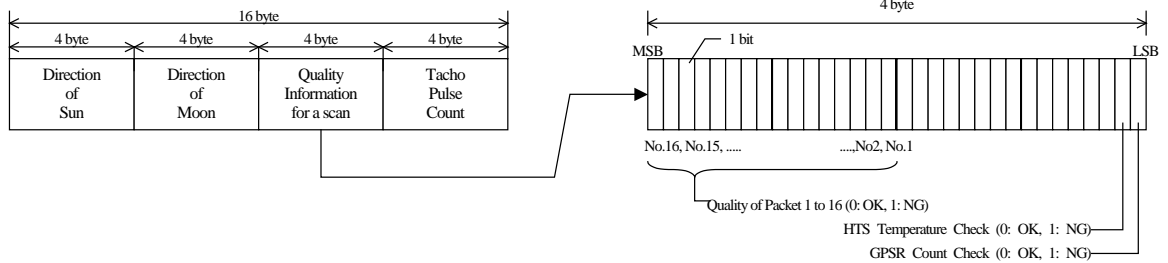 16 byte
4 byte
4 byte 4 byte 4 byte 4 byte
1 bit
MSB
LSB
Direction
of
Sun
Direction
of
Moon
Quality
Information
for a scan
Tacho
Pulse
Count
No.16, No.15, ..... ....,No2, No.1
Quality of Packet 1 to 16 (0: OK, 1: NG)
HTS Temperature Check (0: OK, 1: NG)
GPSR Count Check (0: OK, 1: NG)